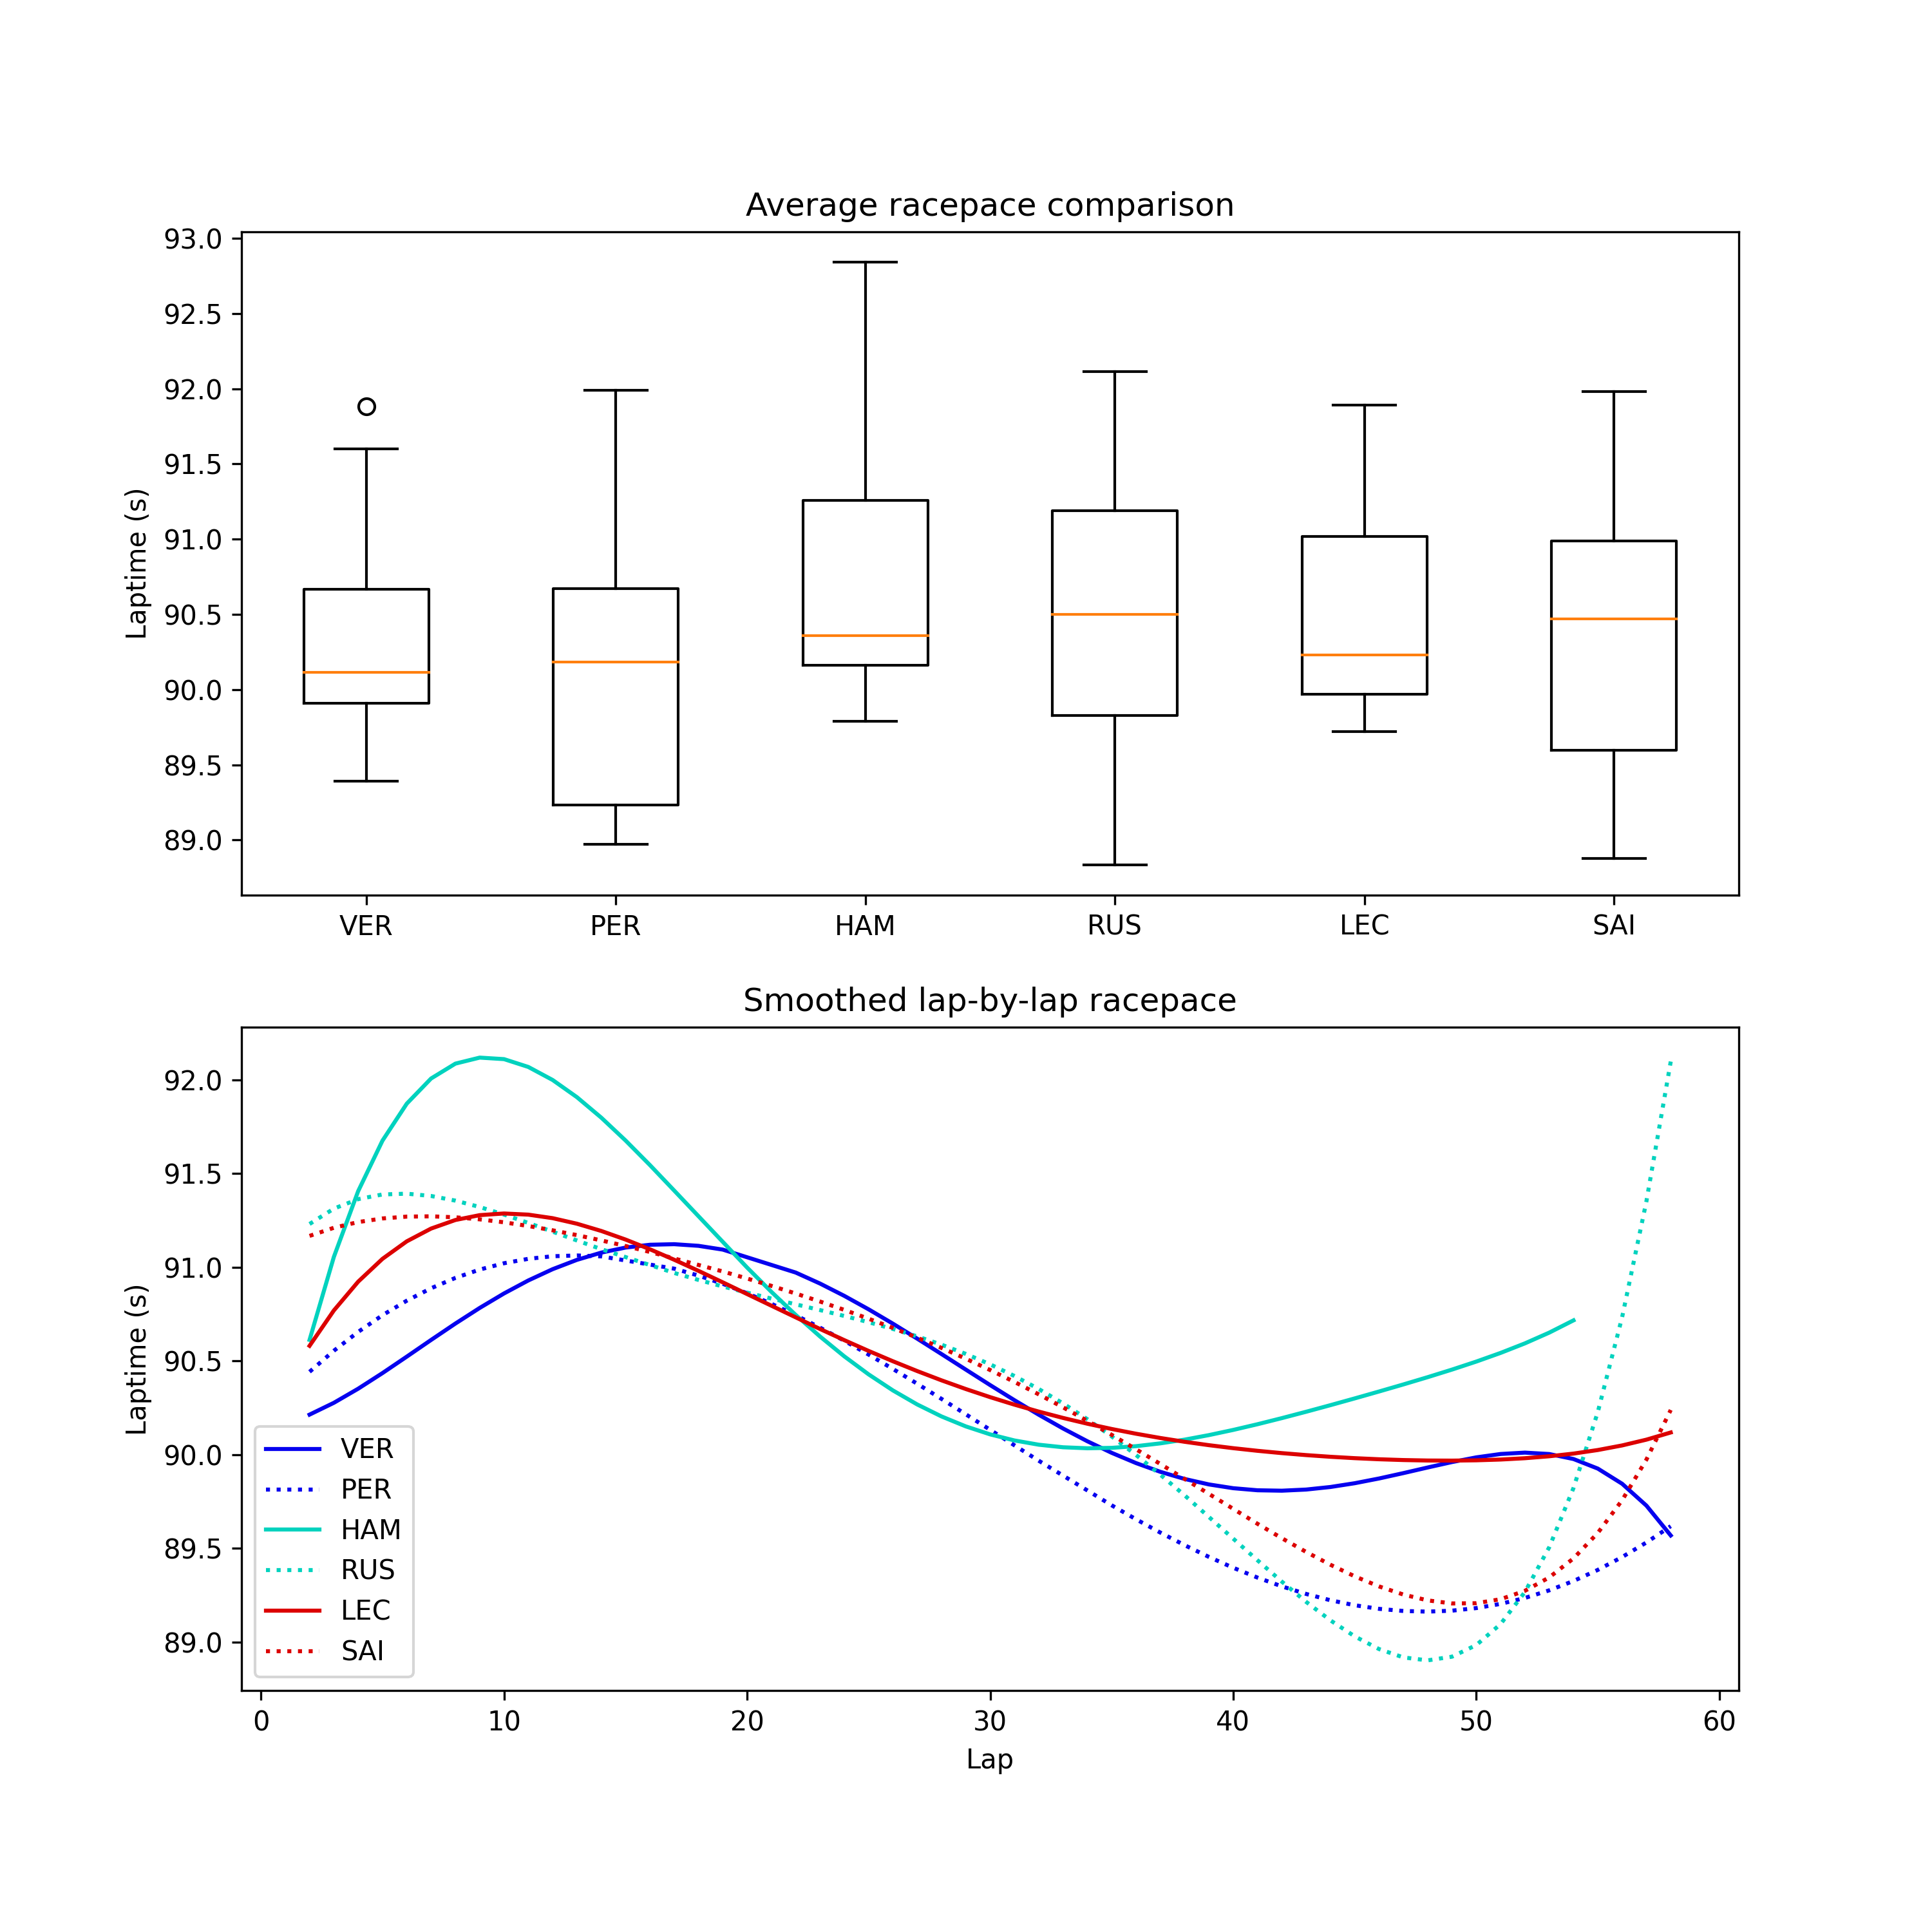 Average racepace comparison
93.0
92.5
92.0
91.5
91.0
90.5
90.0
89.5
89.0
Laptime (s)
VER PER HAM RUS LEC SAI
Smoothed lap-by-lap racepace
92.0
91.5
91.0
90.5
90.0
89.5
89.0
Laptime (s)
VER
PER
HAM
RUS
LEC
SAI
0 10 20 30 40 50 60
Lap